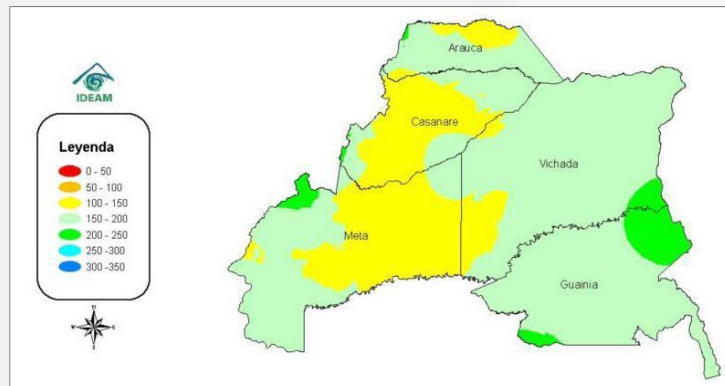 IDEAM
Leyenda
0 - 50
50 - 100
100 - 150
150 - 200
200 - 250
250 -300
300 -350
N
S
Arauca
Casanare
Vichada
Meta
Guainia